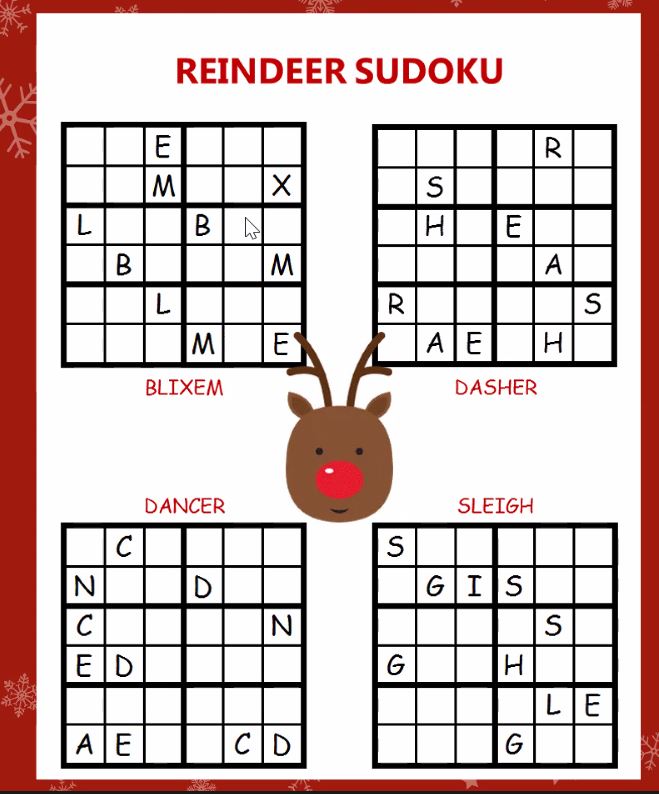 REINDEER SUDOKU
E
M X
L B
B M
L
M E
BLIXEM
R
S
H E
A
R S
A E H
DASHER
DANCER
C
N D
C N
E D
A E C D
SLEIGH
S
G I S
S
G H
L E
G